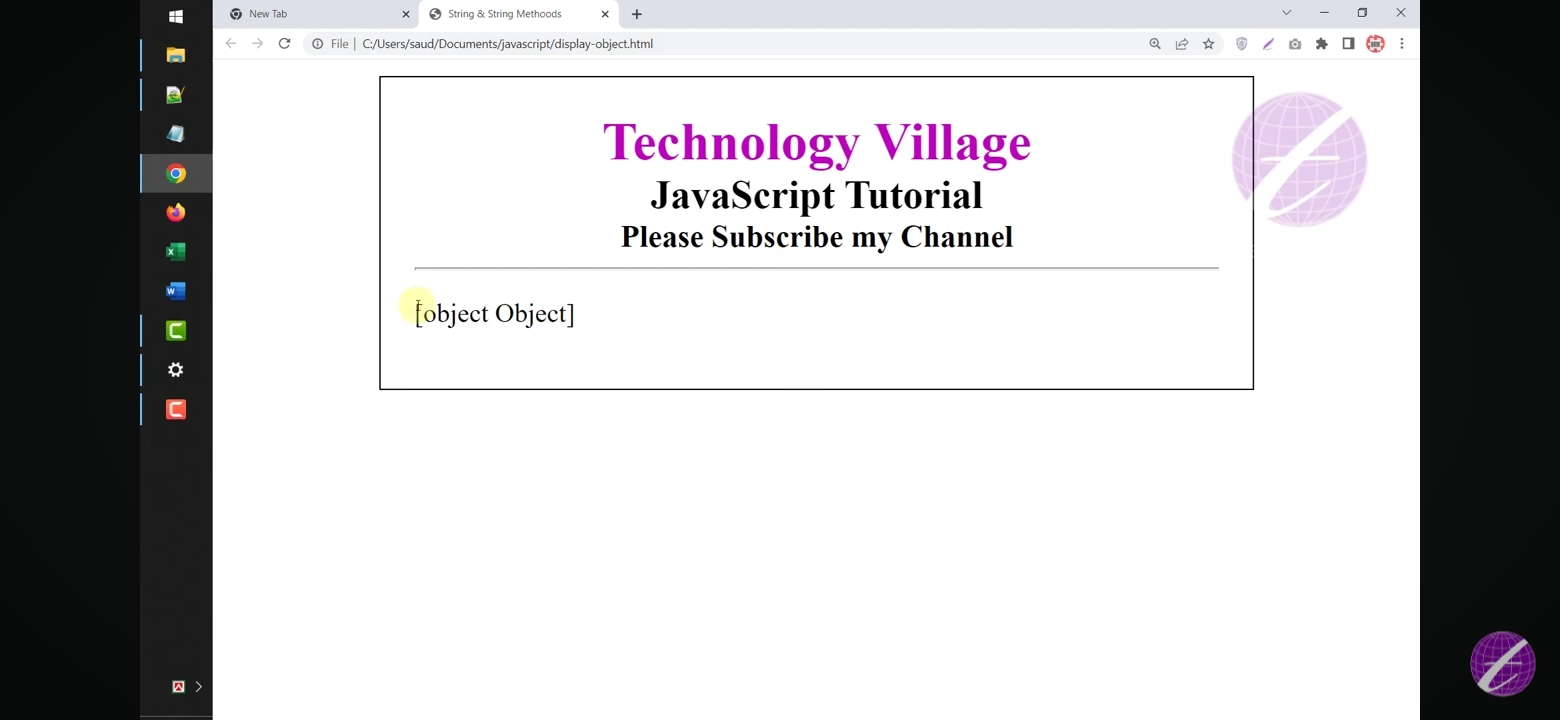 New Tab
String & String Methoods
File
C:/Users/saud/Documents/javascript/display-object.html
Technology Village
JavaScript Tutorial
Please Subscribe my Channel
[object Object]